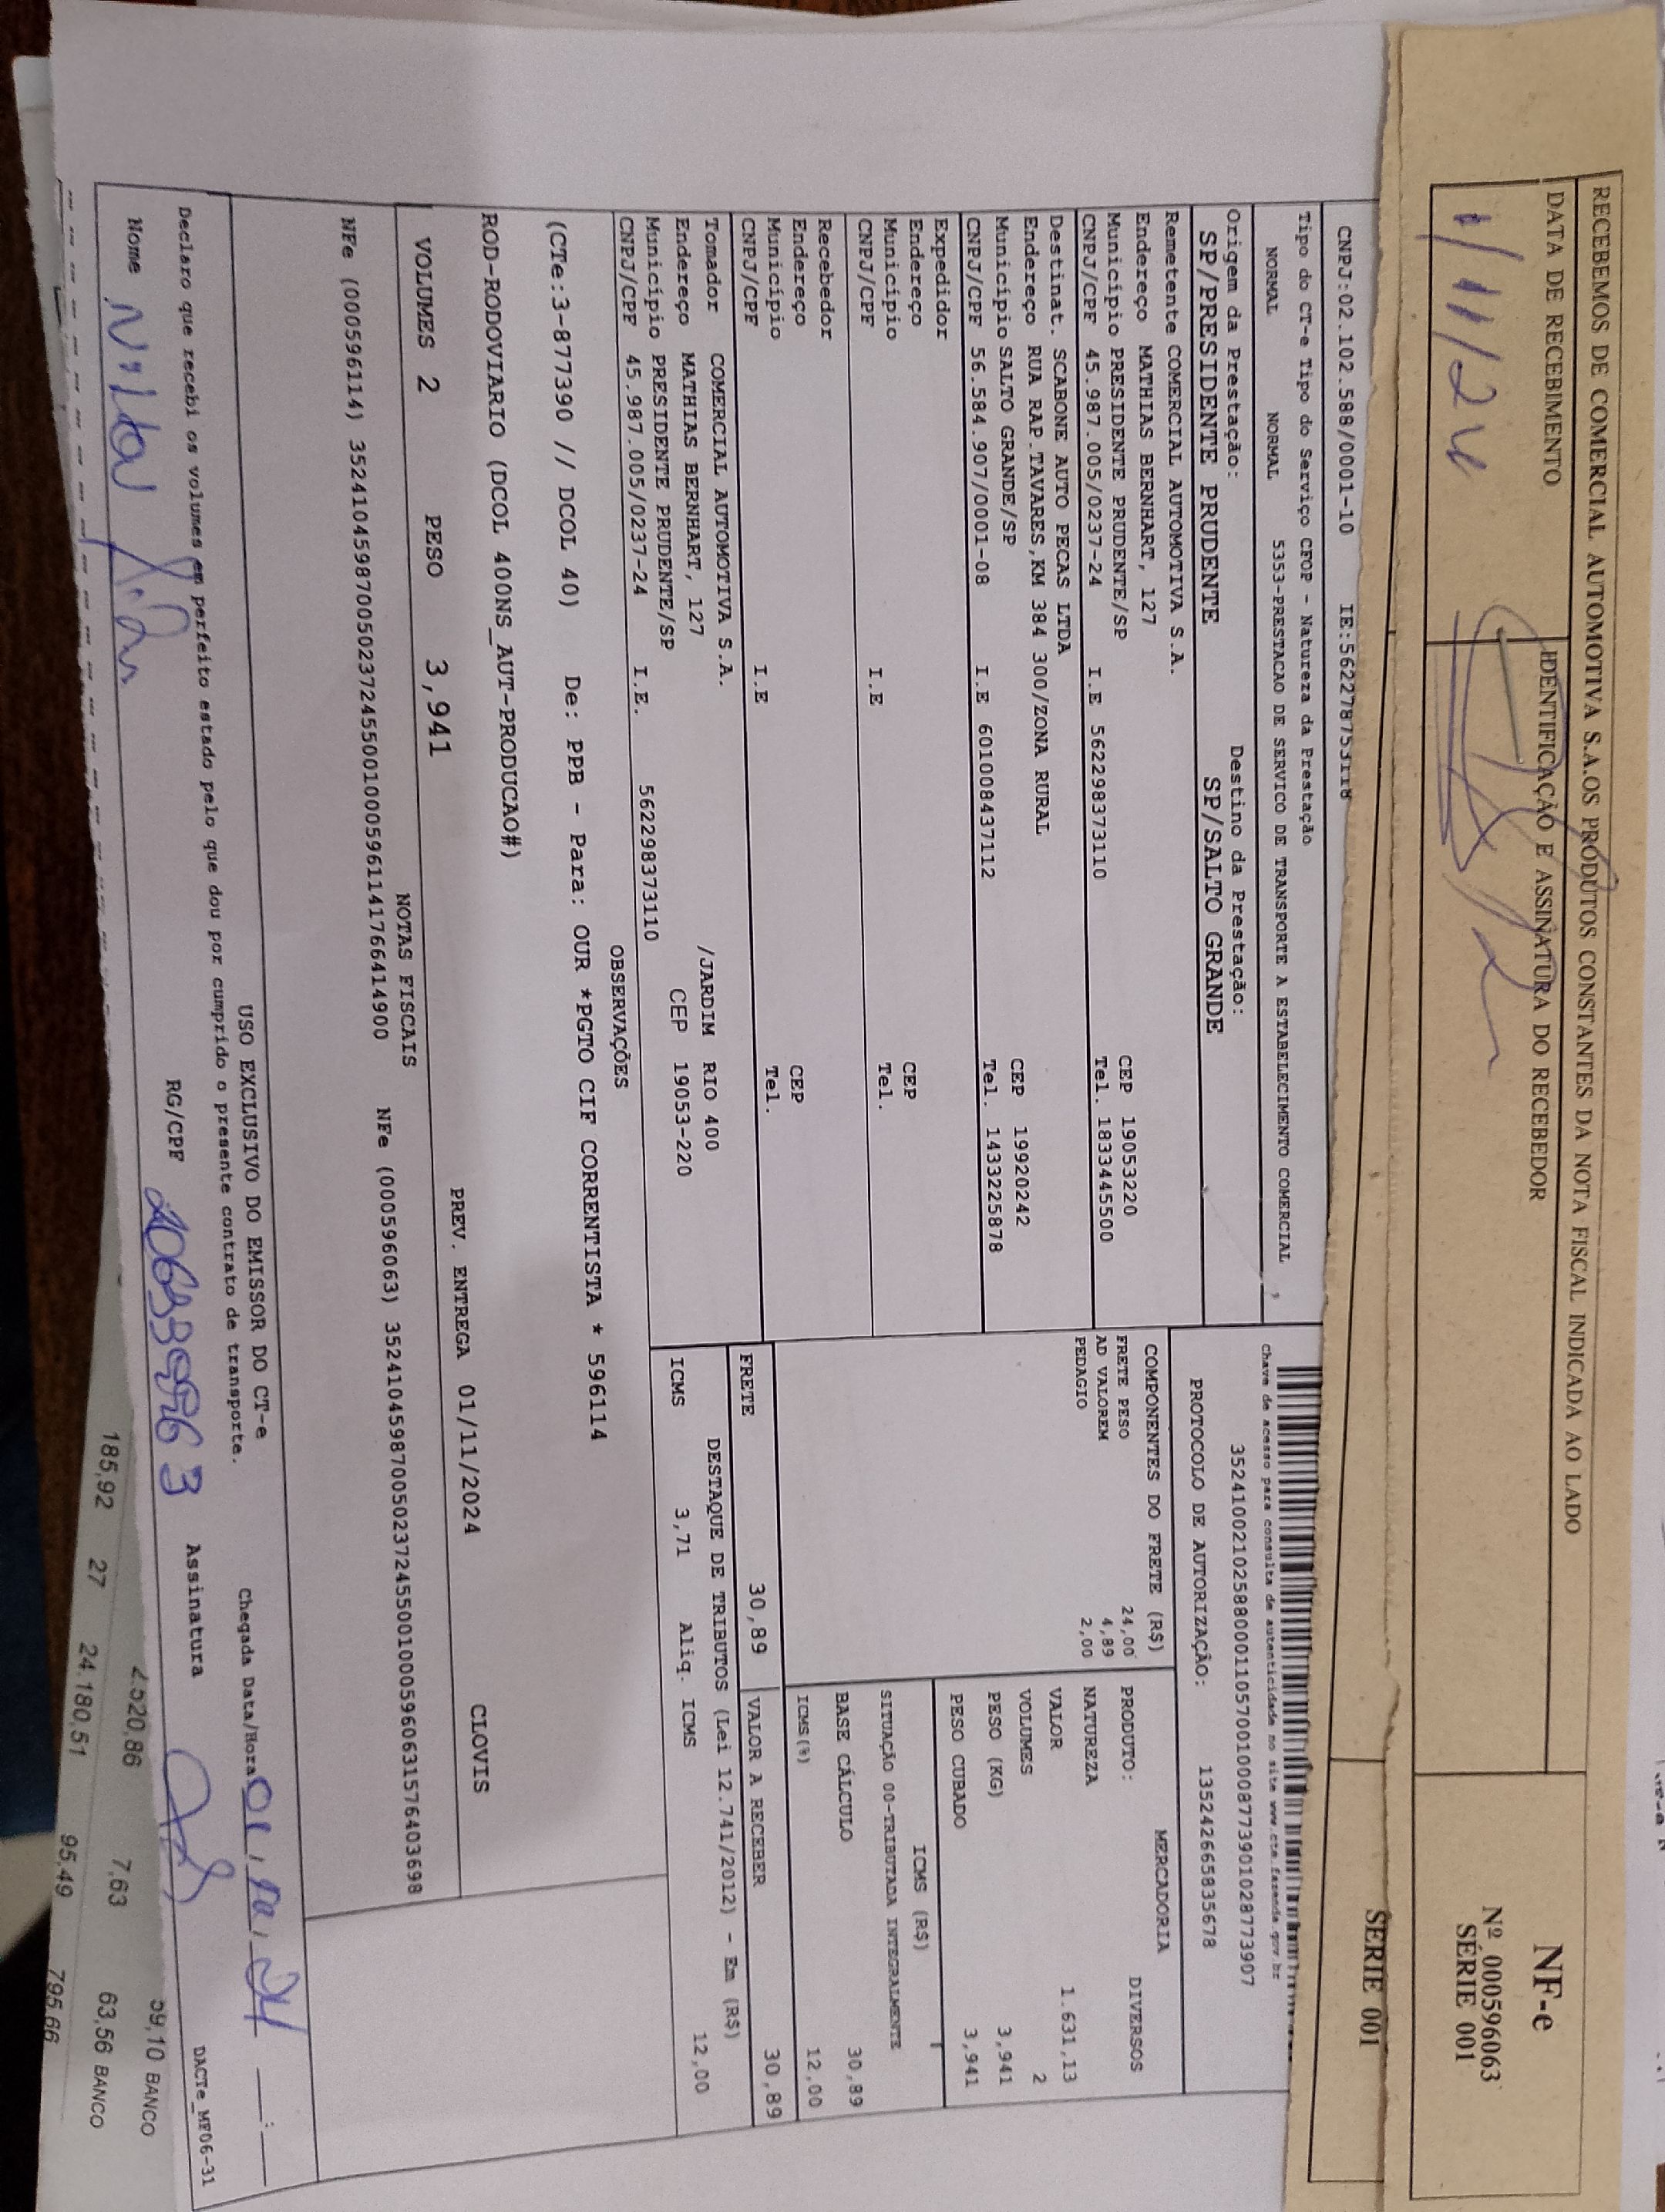 RECEBEMOS DE COMERCIAL AUTOMOTIVA S.A.OS PRODUTOS CONSTANTES DA NOTA FISCAL INDICADA AO LADO
DATA DE RECEBIMENTO
IDENTIFICAÇÃO E ASSINATURA DO RECEBEDOR
1/11/24
NF-e
Nº 000596063
SÉRIE 001
SÉRIE 001
CNPJ:02.102.588/0001-10 IE:562278753118
Tipo do CT-e Tipo do Serviço CFOP - Natureza da Prestação
NORMAL NORMAL 5353-PRESTACAO DE SERVICO DE TRANSPORTE A ESTABELECIMENTO COMERCIAL
Chave de acesso para consulta de autenticidade no site www.cte.fazenda.gov.br
35241002102588000110570010008773901028773907
PROTOCOLO DE AUTORIZAÇÃO: 135242665835678
Origem da Prestação: Destino da Prestação:
SP/PRESIDENTE PRUDENTE SP/SALTO GRANDE
Remetente COMERCIAL AUTOMOTIVA S.A.
Endereço MATHIAS BERNHART, 127
Município PRESIDENTE PRUDENTE/SP CEP 19053220
CNPJ/CPF 45.987.005/0237-24 I.E 562298373110 Tel. 1833445500
Destinat. SCABONE AUTO PECAS LTDA
Endereço RUA RAP.TAVARES,KM 384 300/ZONA RURAL
Município SALTO GRANDE/SP CEP 19920242
CNPJ/CPF 56.584.907/0001-08 I.E 601008437112 Tel. 1433225878
Expedidor
Endereço
Município CEP
CNPJ/CPF I.E Tel.
Recebedor
Endereço
Município CEP
CNPJ/CPF I.E Tel.
Tomador COMERCIAL AUTOMOTIVA S.A.
Endereço MATHIAS BERNHART, 127 /JARDIM RIO 400
Município PRESIDENTE PRUDENTE/SP CEP 19053-220
CNPJ/CPF 45.987.005/0237-24 I.E. 562298373110
COMPONENTES DO FRETE (R$)
FRETE PESO 24,00
AD VALOREM 4,89
PEDAGIO 2,00
MERCADORIA
PRODUTO: DIVERSOS
NATUREZA
VALOR 1.631,13
VOLUMES 2
PESO (KG) 3,941
PESO CUBADO 3,941
ICMS (R$)
SITUAÇÃO 00-TRIBUTADA INTEGRALMENTE
BASE CÁLCULO 30,89
ICMS(%) 12,00
FRETE 30,89 VALOR A RECEBER 30,89
DESTAQUE DE TRIBUTOS (Lei 12.741/2012) - Em (R$)
ICMS 3,71 Aliq. ICMS 12,00
OBSERVAÇÕES
(CTe:3-877390 // DCOL 40) De: PPB - Para: OUR *PGTO CIF CORRENTISTA * 596114
ROD-RODOVIARIO (DCOL 400NS_AUT-PRODUCAO#)
VOLUMES 2 PESO 3,941 PREV. ENTREGA 01/11/2024 CLOVIS
NOTAS FISCAIS
NFe (000596114) 35241045987005023724550010005961141766414900 NFe (000596063) 35241045987005023724550010005960631576403698
USO EXCLUSIVO DO EMISSOR DO CT-e
Declaro que recebi os volumes em perfeito estado pelo que dou por cumprido o presente contrato de transporte.
Chegada Data/Hora
Nome
RG/CPF
Assinatura
DACTe_MF06-31
2.520,86
59,10 BANCO
185,92 27 7,63 63,56 BANCO
24.180,51 95,49 795,66